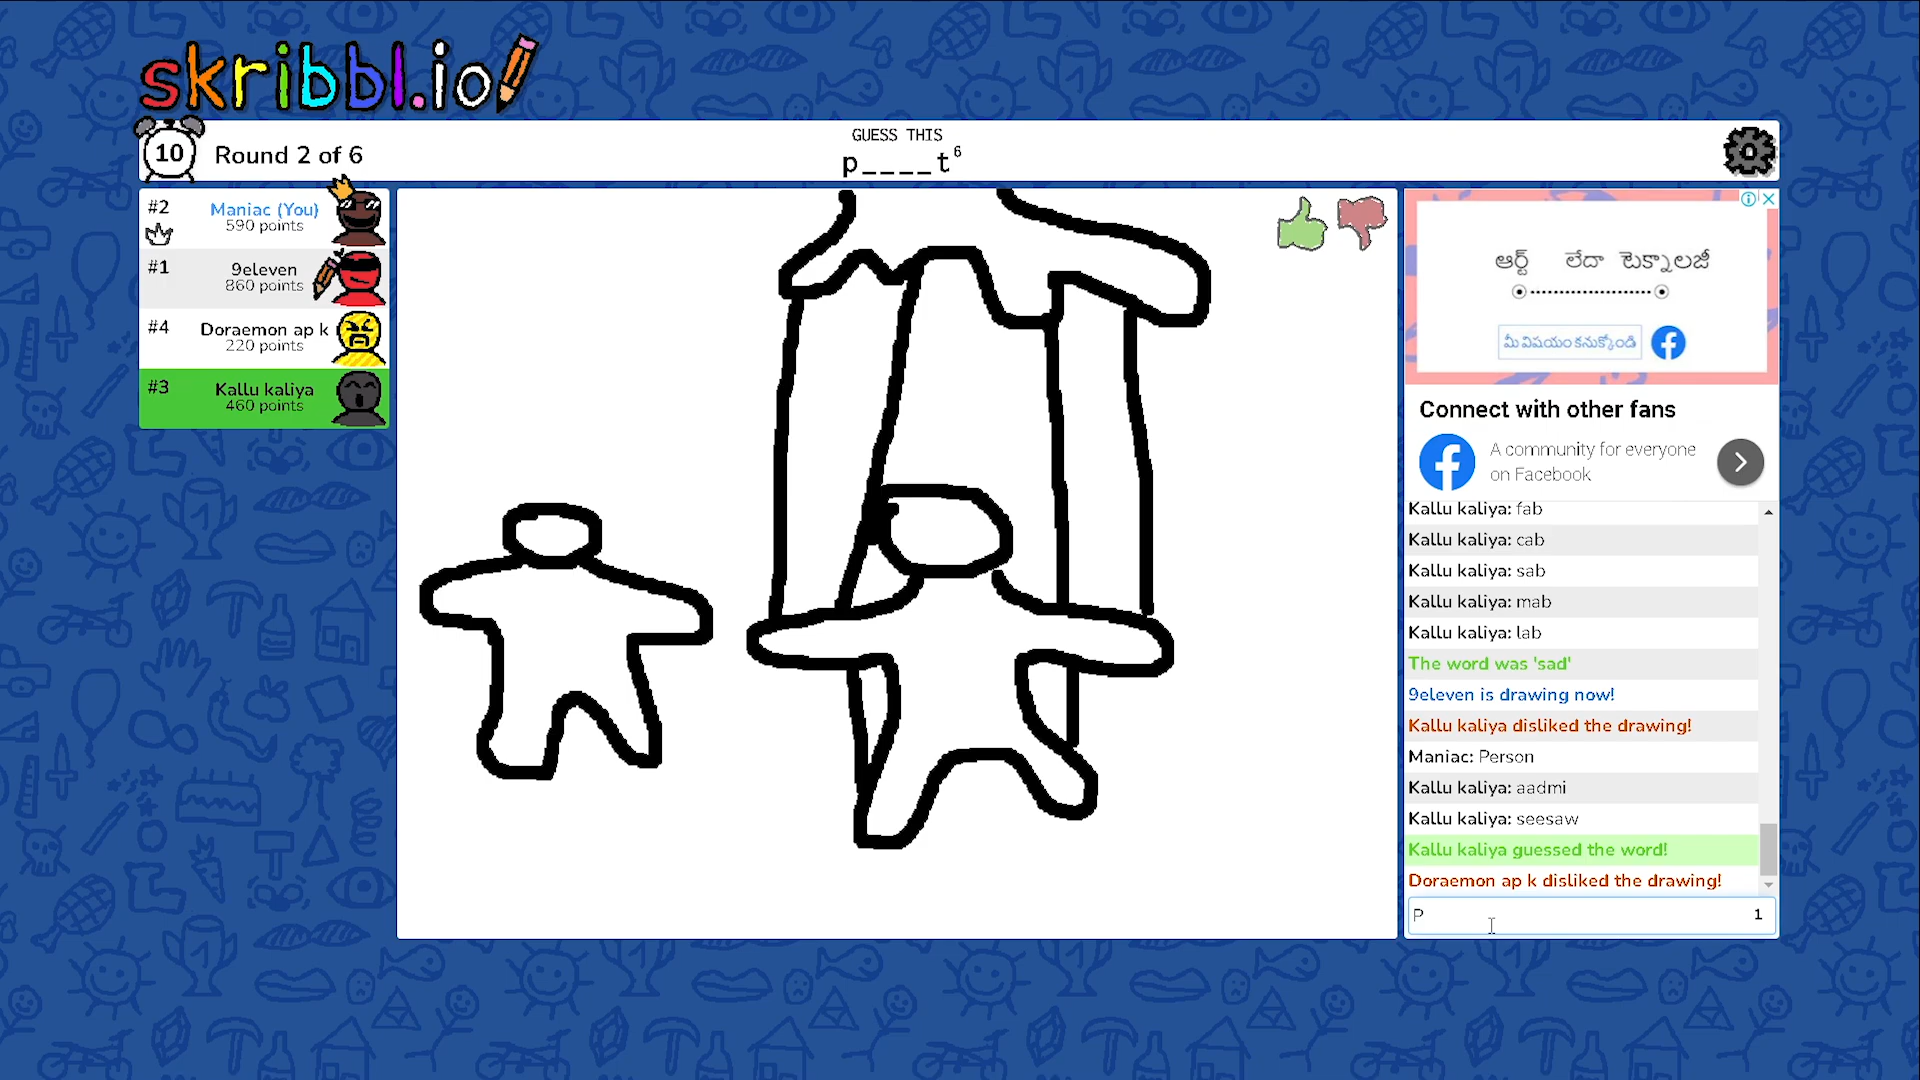 skribbl.io
10
Round 2 of 6
GUESS THIS
p____t6
#2
Maniac (You)
590 points
#1
9eleven
860 points
#4
Doraemon ap k
220 points
#3
Kallu kaliya
460 points
ఆర్ట్ లేదా టెక్నాలజీ
మీ విషయం కనుక్కోండి
Connect with other fans
A community for everyone
on Facebook
Kallu kaliya: fab
Kallu kaliya: cab
Kallu kaliya: sab
Kallu kaliya: mab
Kallu kaliya: lab
The word was 'sad'
9eleven is drawing now!
Kallu kaliya disliked the drawing!
Maniac: Person
Kallu kaliya: aadmi
Kallu kaliya: seesaw
Kallu kaliya guessed the word!
Doraemon ap k disliked the drawing!
P 1